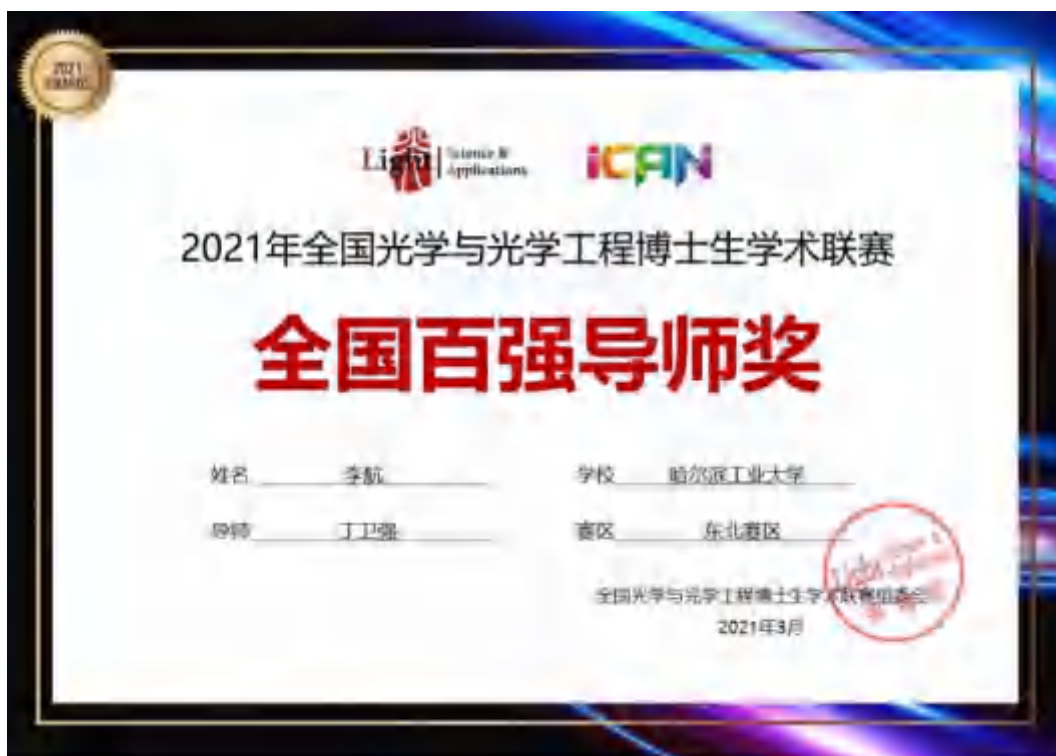 2021
Light Science & Applications
iCAN
2021年全国光学与光学工程博士生学术联赛
全国百强导师奖
姓名 李航 学校 哈尔滨工业大学
导师 丁卫强 赛区 东北赛区
全国光学与光学工程博士生学术联赛组委会
2021年8月